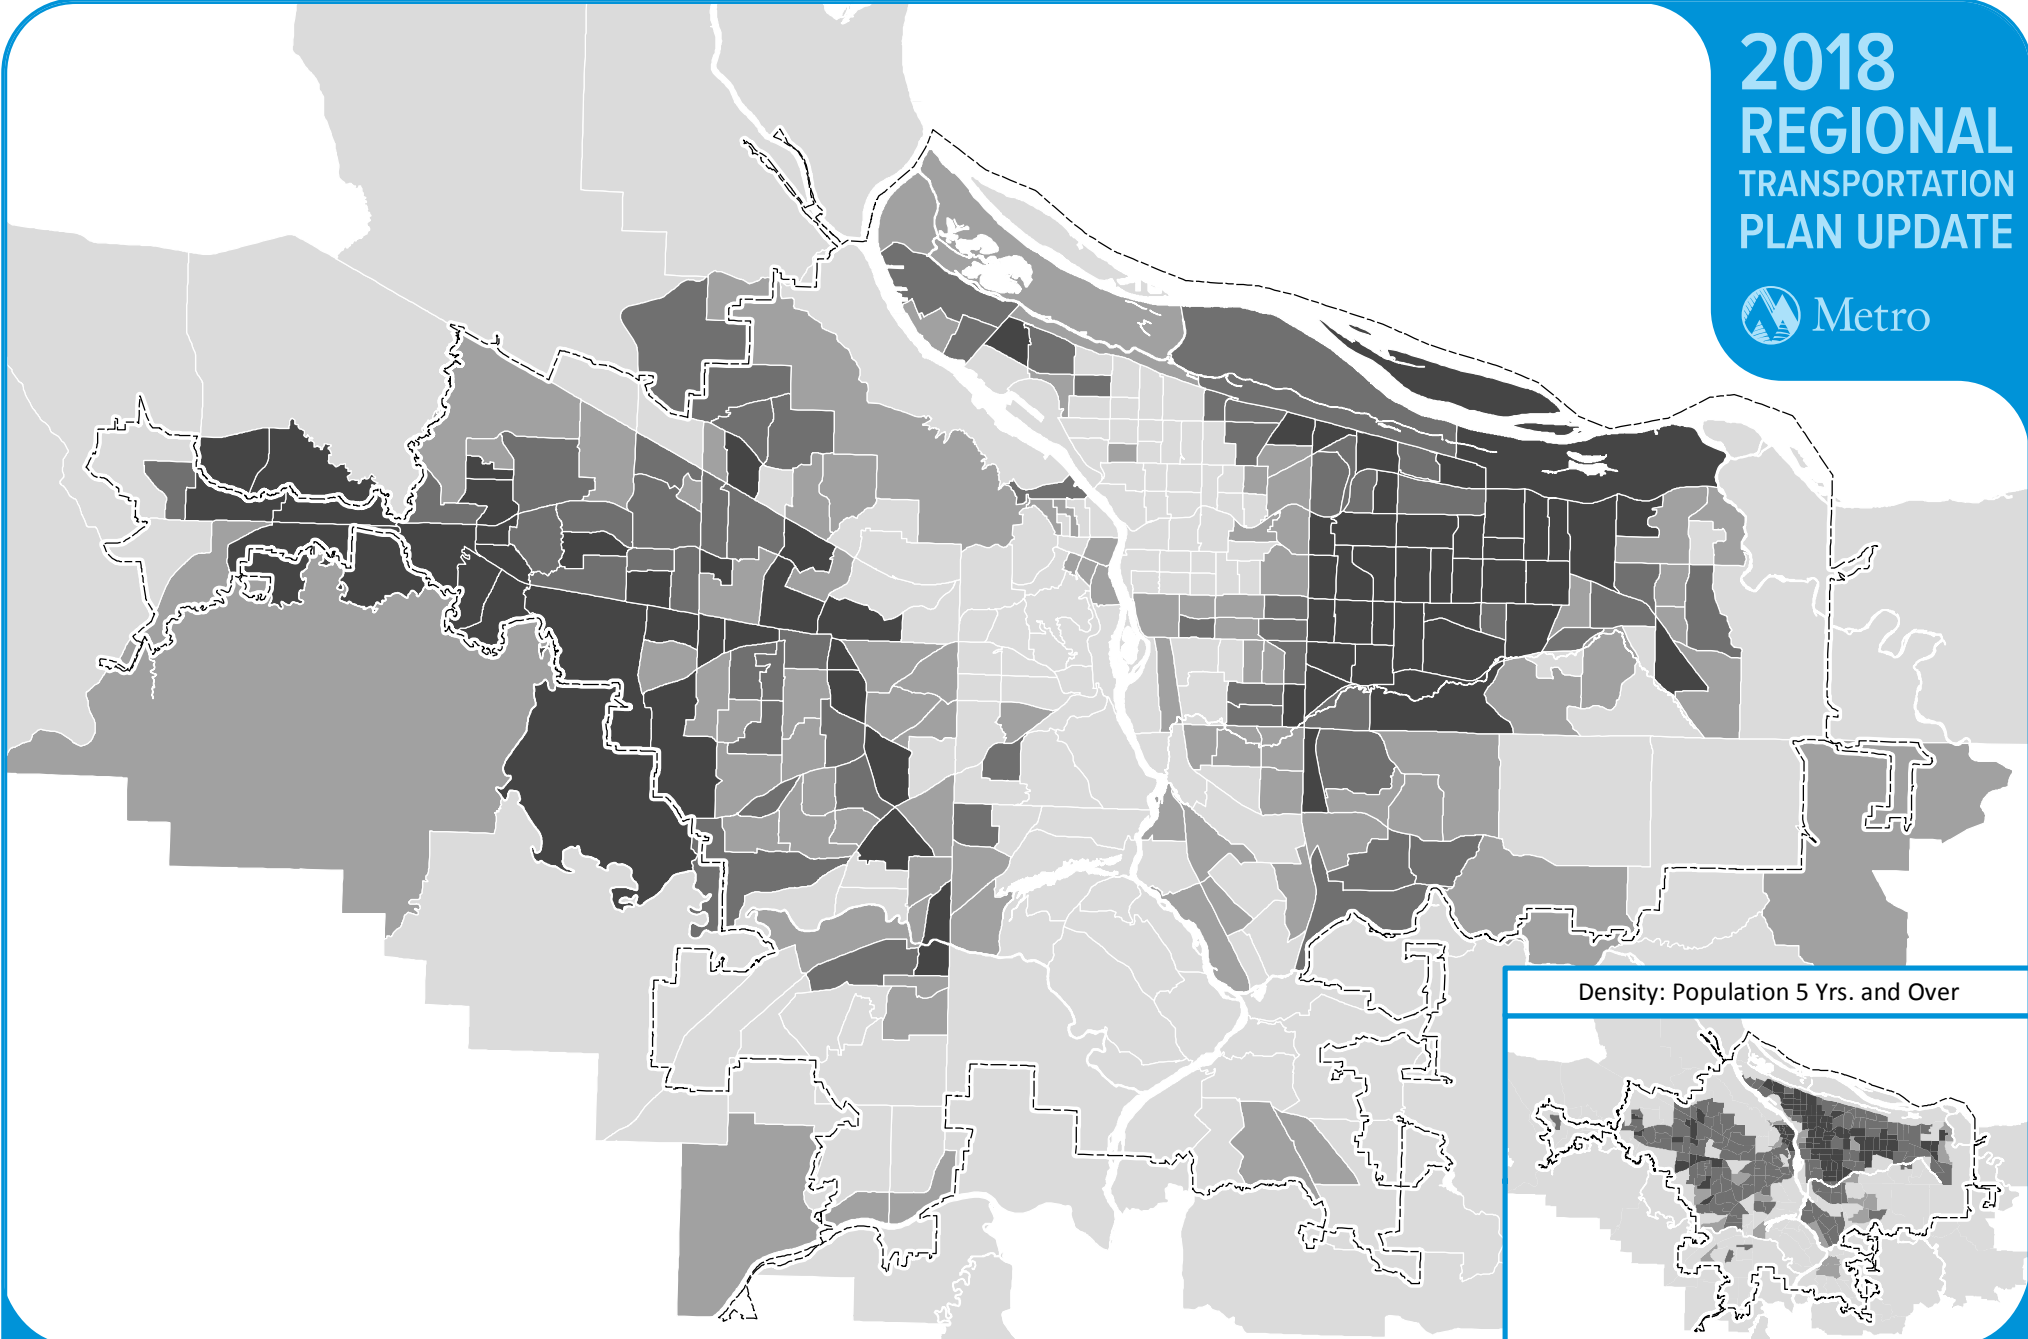 2018
REGIONAL
TRANSPORTATION
PLAN UPDATE
Metro
Density: Population 5 Yrs. and Over